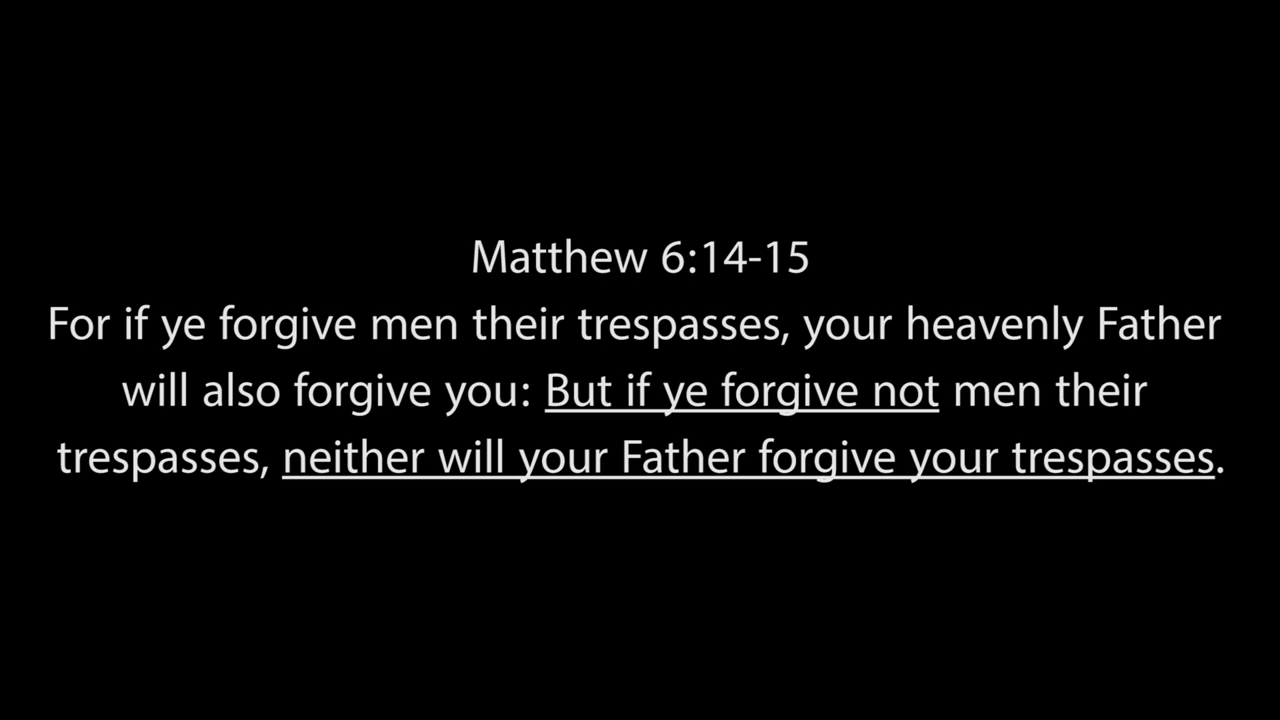 Matthew 6:14-15
For if ye forgive men their trespasses, your heavenly Father
will also forgive you: But if ye forgive not men their
trespasses, neither will your Father forgive your trespasses.